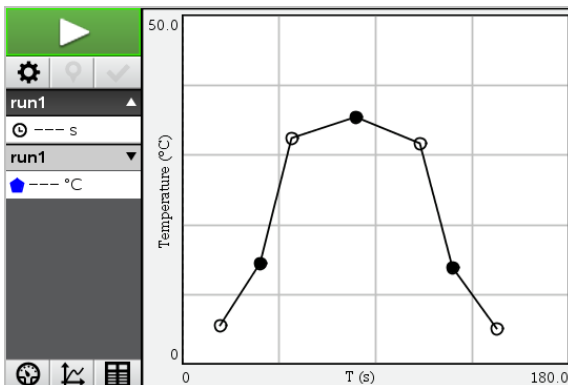 run1
--- s
run1
--- °C
50.0
Temperature (°C)
0
0
T (s)
180.0